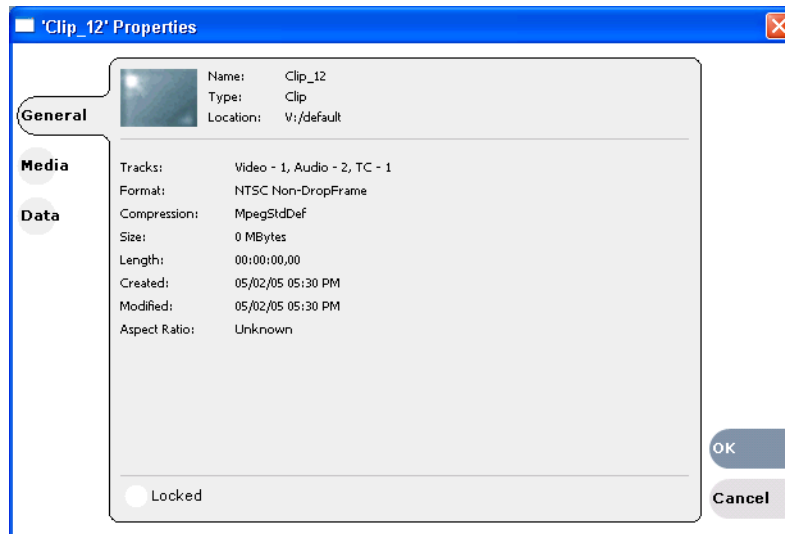 'Clip_12' Properties
General
Media
Data
Name: Clip_12
Type: Clip
Location: V:/default
Tracks: Video - 1, Audio - 2, TC - 1
Format: NTSC Non-DropFrame
Compression: MpegStdDef
Size: 0 MBytes
Length: 00:00:00,00
Created: 05/02/05 05:30 PM
Modified: 05/02/05 05:30 PM
Aspect Ratio: Unknown
Locked
OK
Cancel